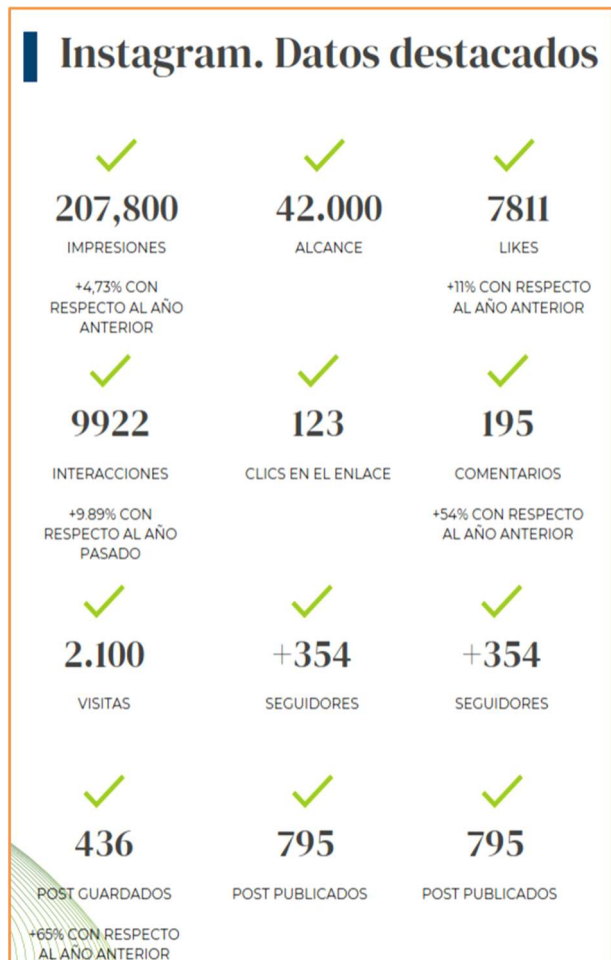 Instagram. Datos destacados
207,800
IMPRESIONES
+4,73% CON
RESPECTO AL AÑO
ANTERIOR
42.000
ALCANCE
7811
LIKES
+11% CON RESPECTO
AL AÑO ANTERIOR
9922
INTERACCIONES
+9.89% CON
RESPECTO AL AÑO
PASADO
123
CLICS EN EL ENLACE
195
COMENTARIOS
+54% CON RESPECTO
AL AÑO ANTERIOR
2.100
VISITAS
+354
SEGUIDORES
+354
SEGUIDORES
436
POST GUARDADOS
+65% CON RESPECTO
AL AÑO ANTERIOR
795
POST PUBLICADOS
795
POST PUBLICADOS